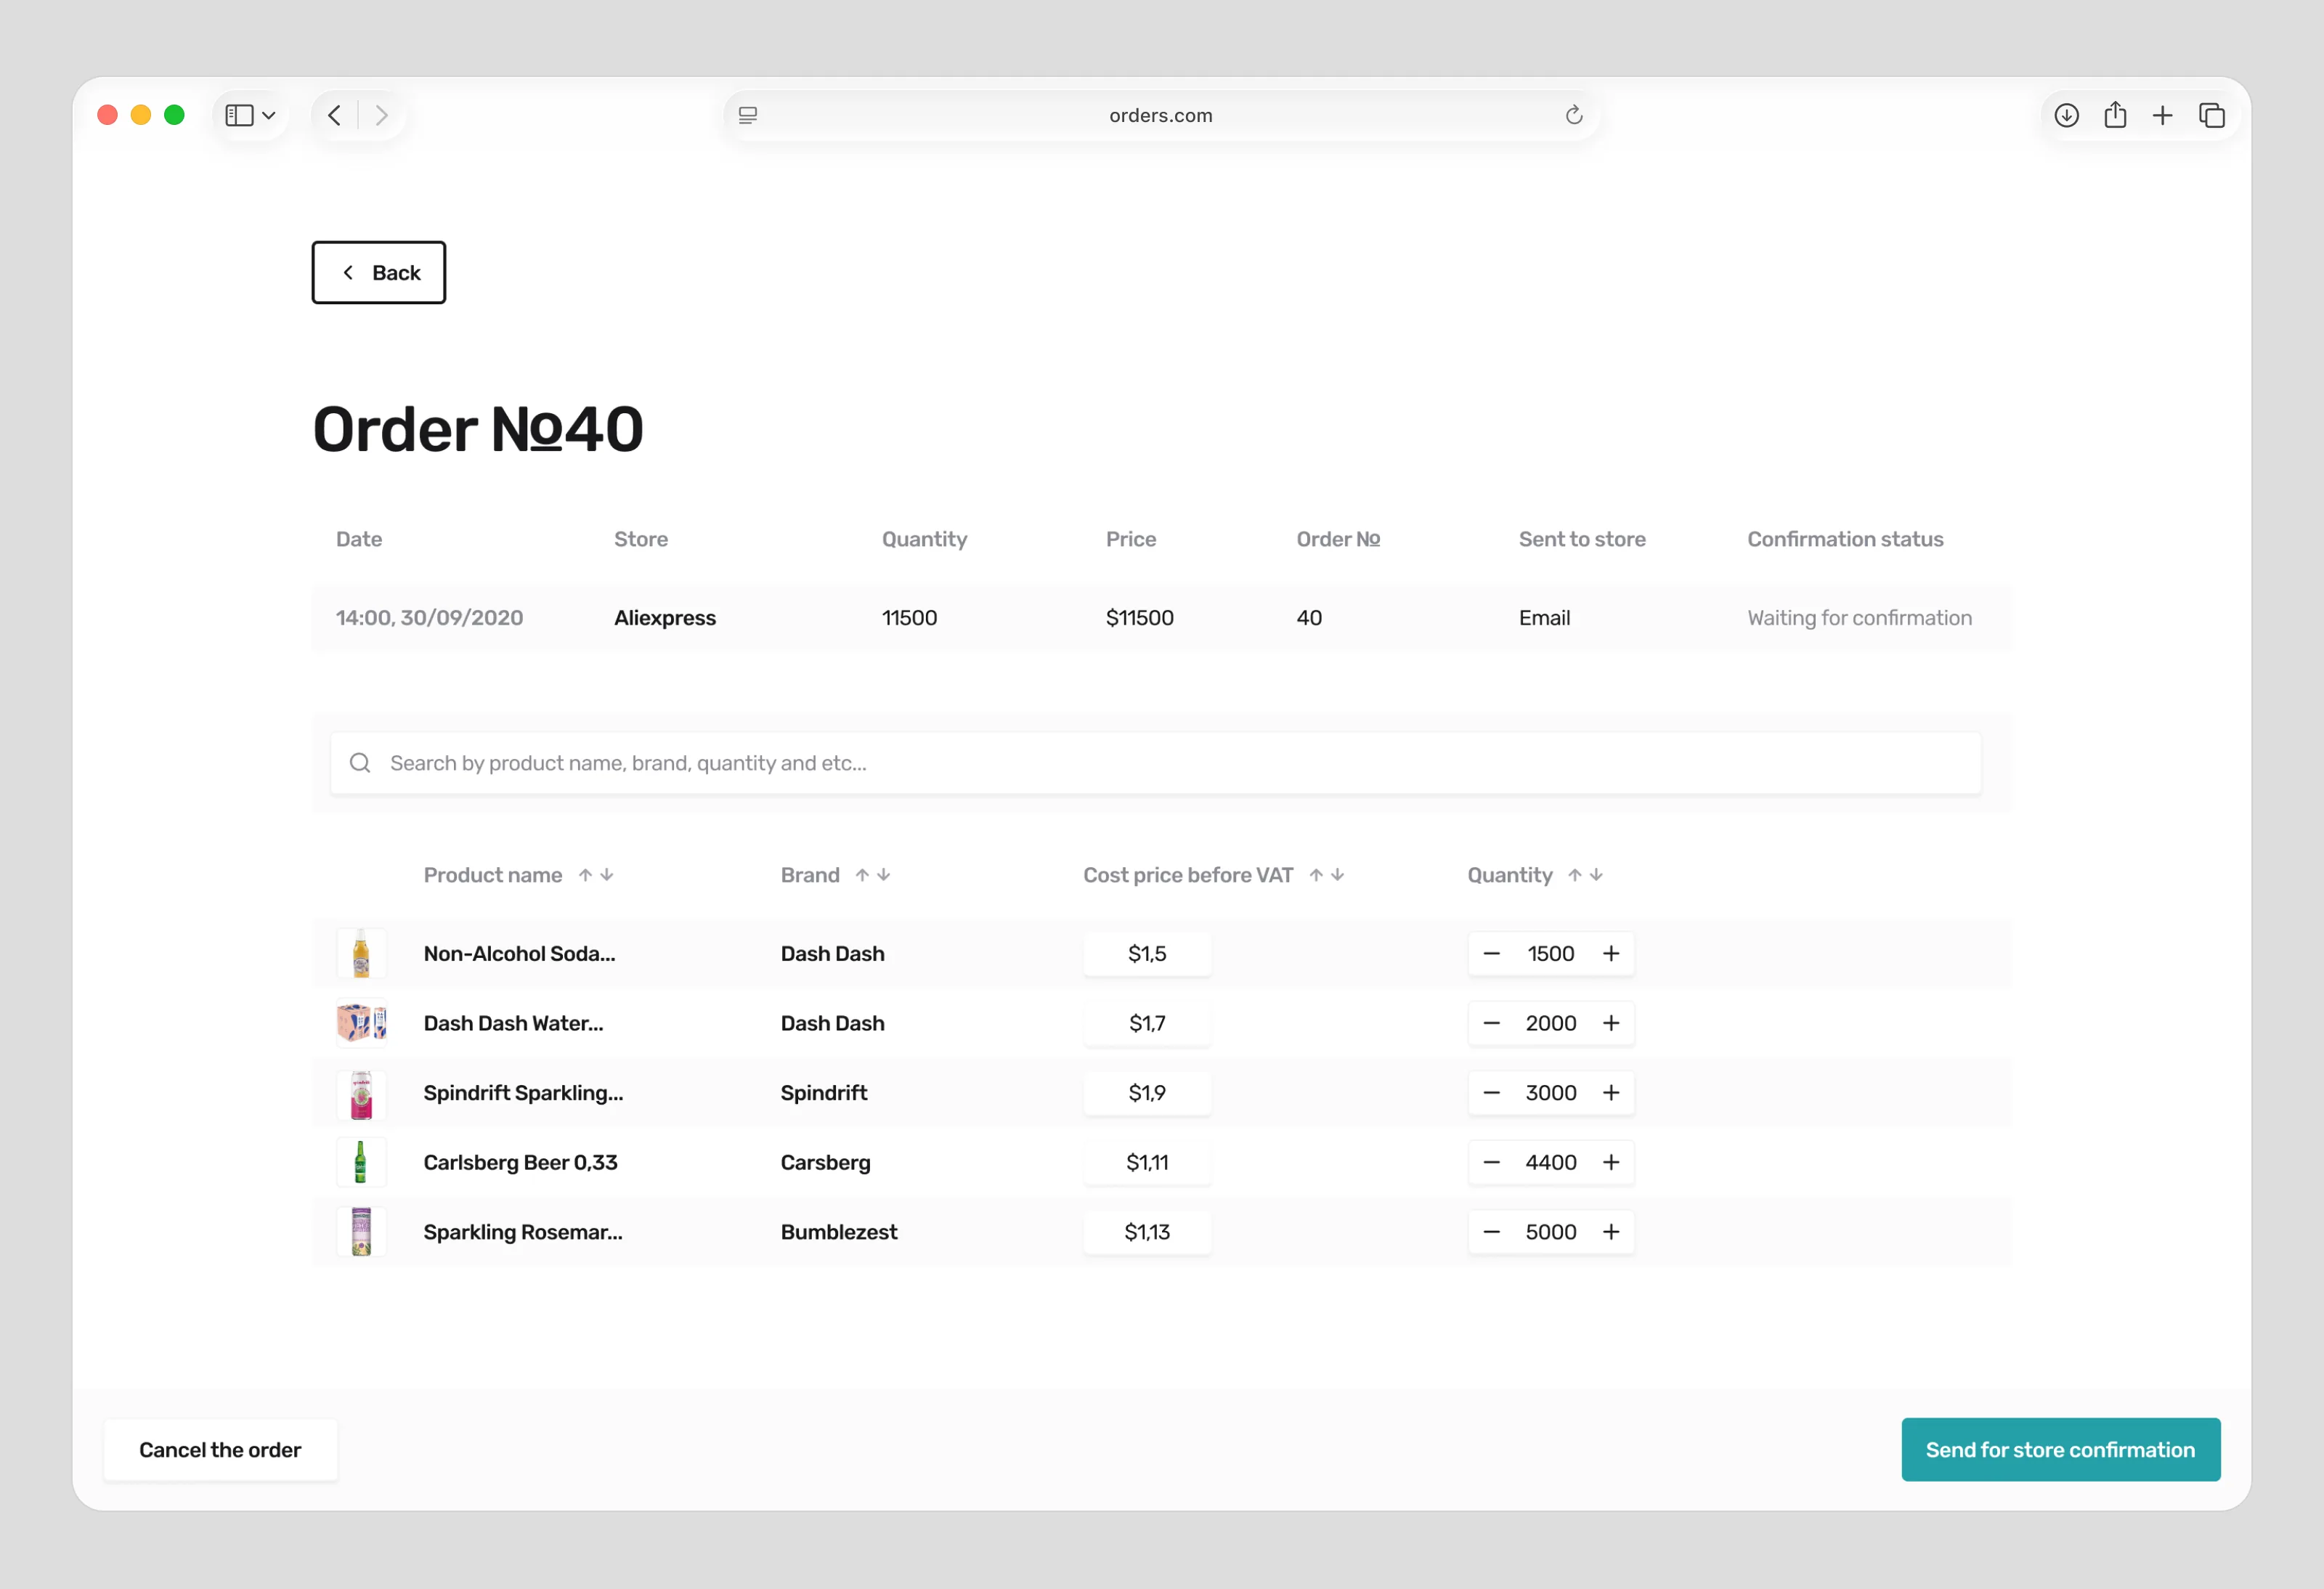 orders.com
Back
Order №40
Date Store Quantity Price Order № Sent to store Confirmation status
14:00, 30/09/2020 Aliexpress 11500 $11500 40 Email Waiting for confirmation
Search by product name, brand, quantity and etc...
Product name Brand Cost price before VAT Quantity
Non-Alcohol Soda... Dash Dash $1,5 1500
Dash Dash Water... Dash Dash $1,7 2000
Spindrift Sparkling... Spindrift $1,9 3000
Carlsberg Beer 0,33 Carsberg $1,11 4400
Sparkling Rosemar... Bumblezest $1,13 5000
Cancel the order Send for store confirmation